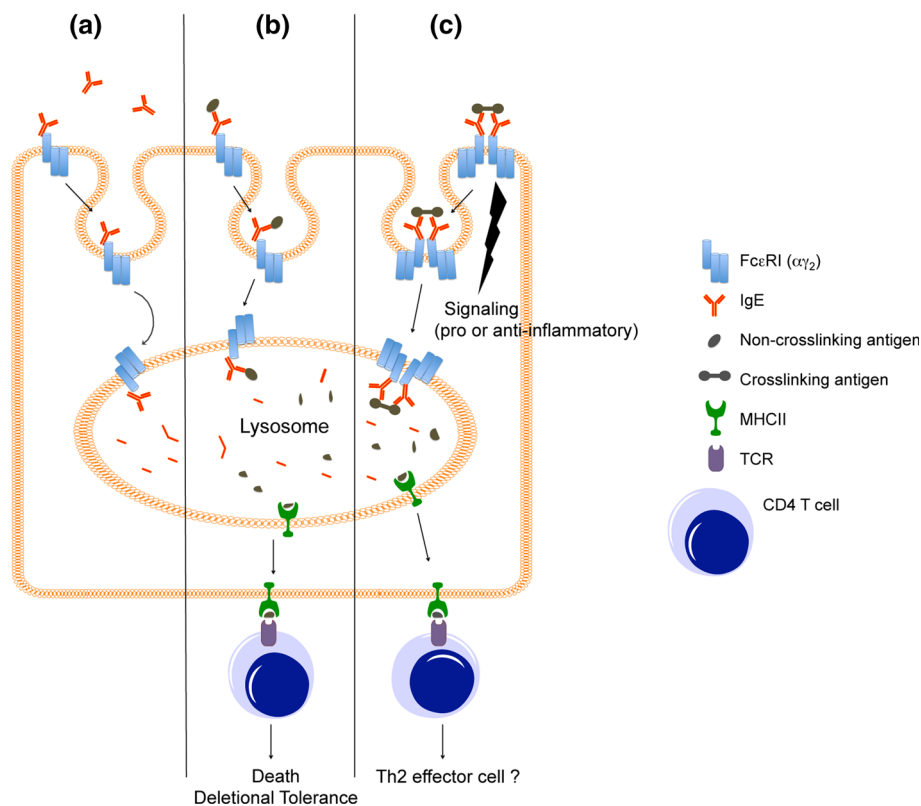 (a)
(b)
(c)
Signaling
(pro or anti-inflammatory)
Lysosome
Death
Deletional Tolerance
Th2 effector cell ?
FcεRI (αγ₂)
IgE
Non-crosslinking antigen
Crosslinking antigen
MHCII
TCR
CD4 T cell